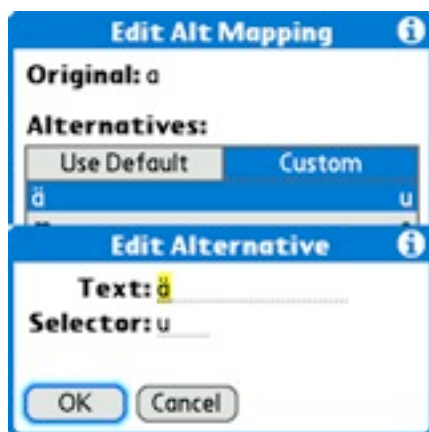 Edit Alt Mapping
Original: a
Alternatives:
Use Default Custom
ä u
Edit Alternative
Text: ä
Selector: u
OK Cancel